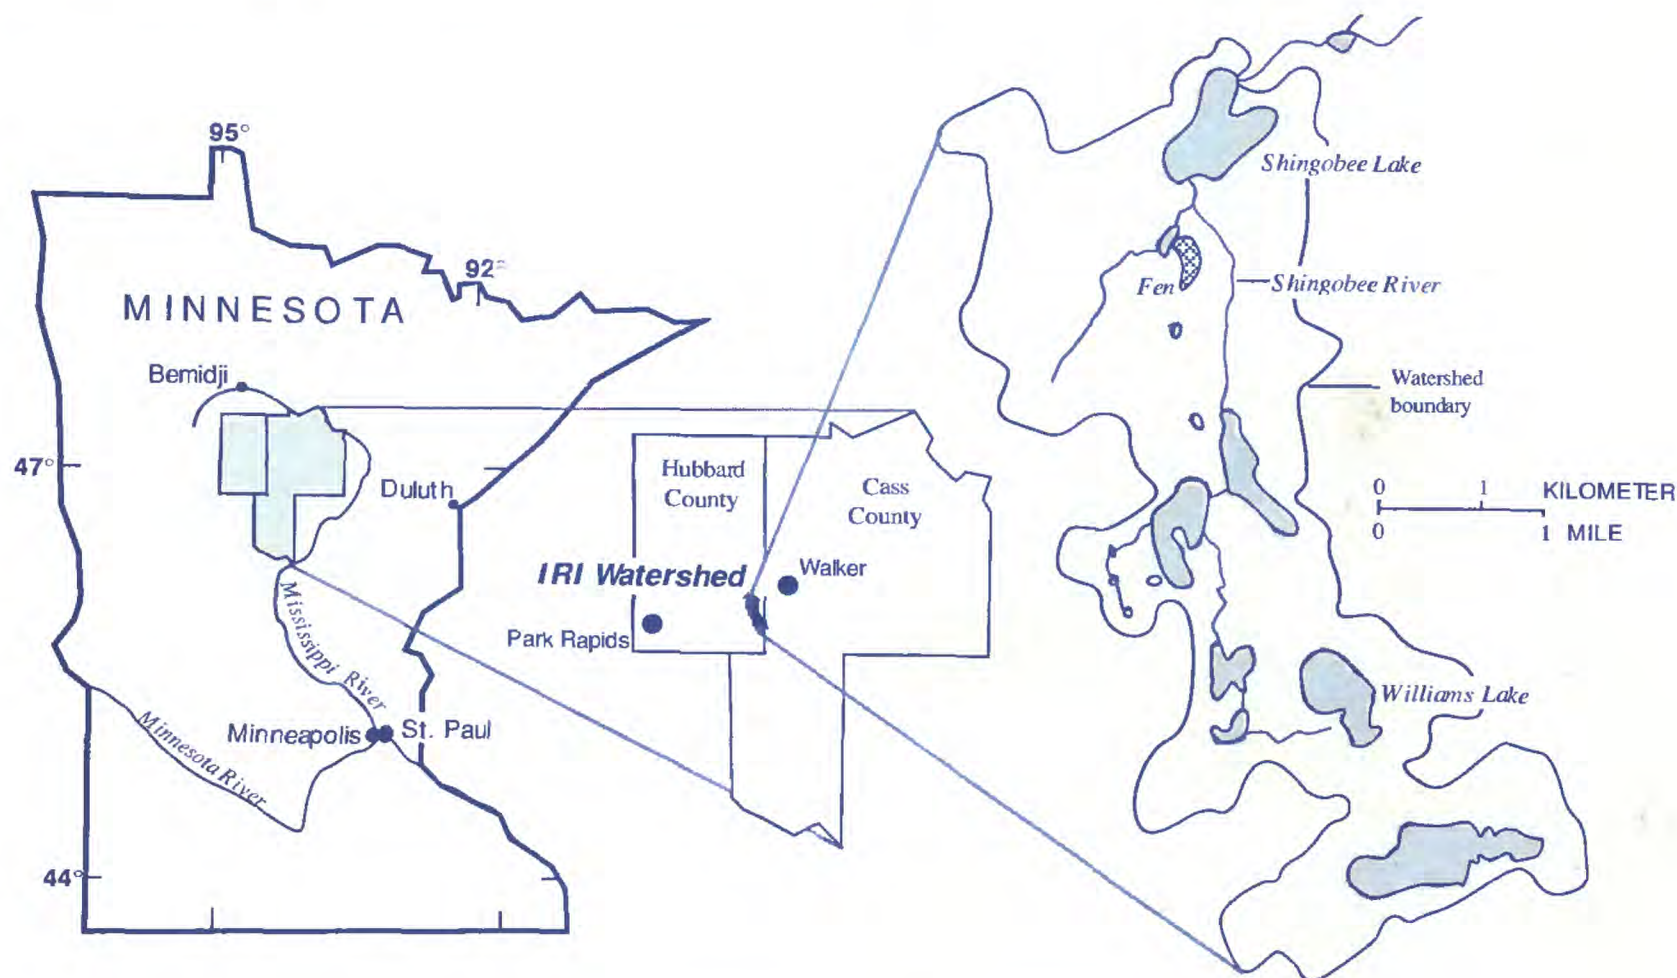 95°
92°
MINNESOTA
Bemidji
47°
Duluth
Mississippi River
Minneapolis
St. Paul
Minnesota River
44°
Hubbard
County
Cass
County
IRI Watershed
Walker
Park Rapids
Shingobee Lake
Fen
Shingobee River
Watershed
boundary
0 1 KILOMETER
0 1 MILE
Williams Lake